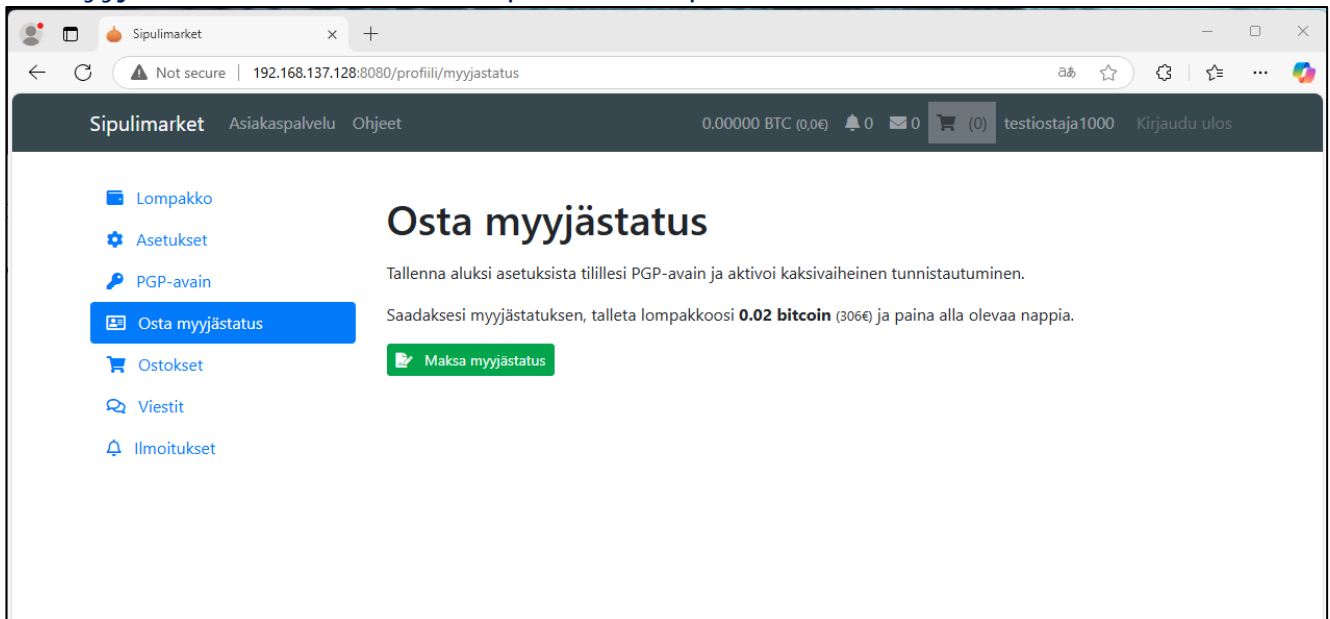 Sipulimarket
192.168.137.128:8080/profiili/myyjastatus
Not secure
Sipulimarket Asiakaspalvelu Ohjeet 0.00000 BTC (0,0€) 0 0 (0) testiostaja1000 Kirjaudu ulos
Lompakko
Asetukset
PGP-avain
Osta myyjästatus
Ostokset
Viestit
Ilmoitukset
Osta myyjästatus
Tallenna aluksi asetuksista tilillesi PGP-avain ja aktivoi kaksivaiheinen tunnistautuminen.
Saadaksesi myyjästatuksen, talleta lompakkoosi 0.02 bitcoin (306€) ja paina alla olevaa nappia.
Maksa myyjästatus